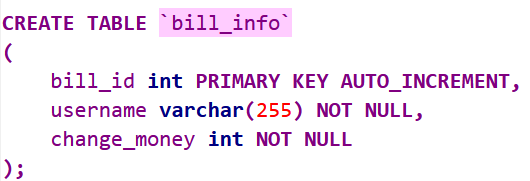 CREATE TABLE `bill_info`
(
    bill_id int PRIMARY KEY AUTO_INCREMENT,
    username varchar(255) NOT NULL,
    change_money int NOT NULL
);